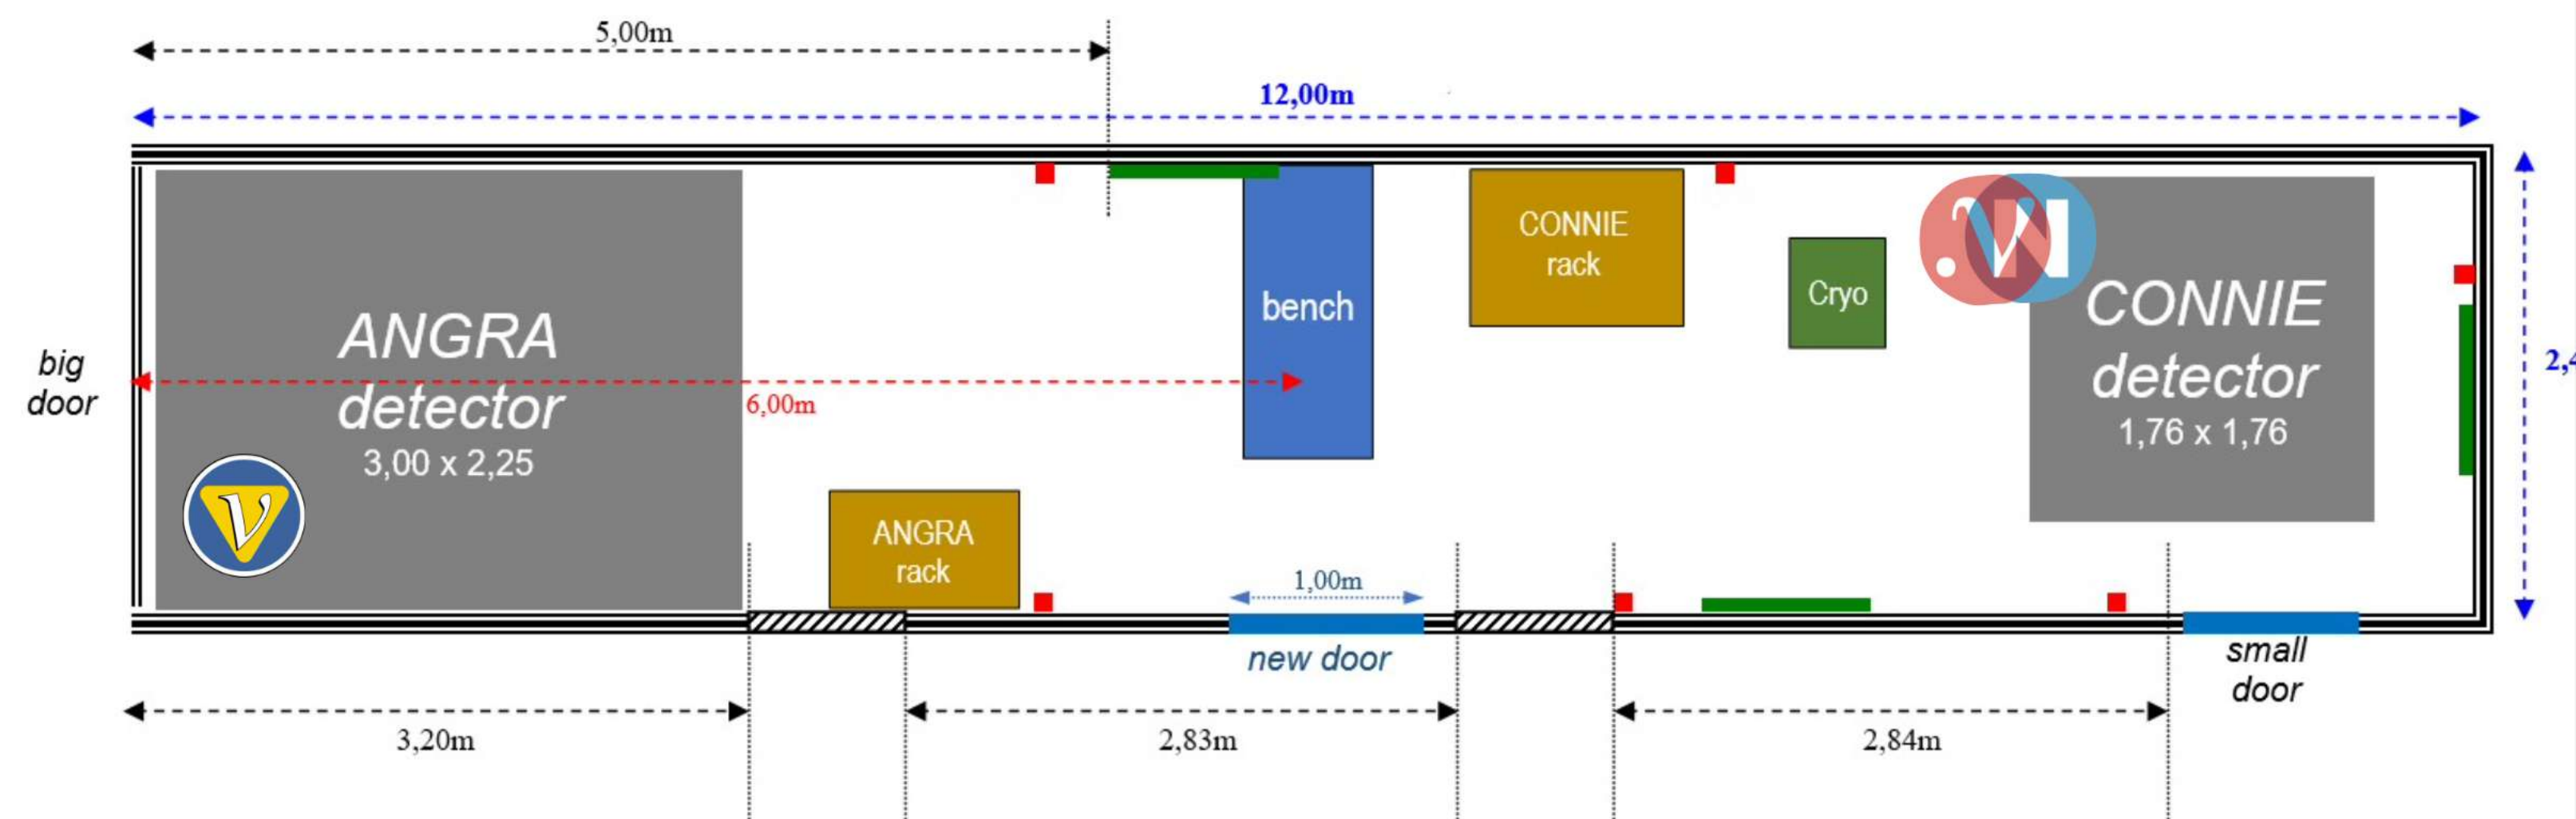 5,00m
12,00m
CONNIE
rack
Cryo
bench
ANGRA
detector
3,00 x 2,25
CONNIE
detector
1,76 x 1,76
big
door
6,00m
2,4
ANGRA
rack
1,00m
new door
small
door
3,20m
2,83m
2,84m